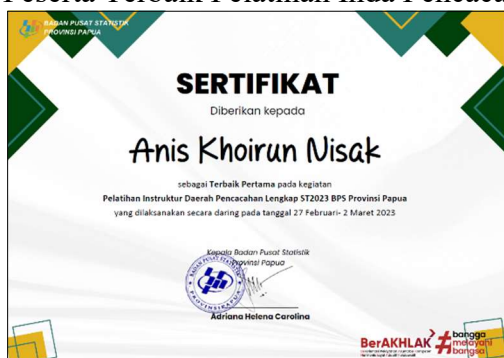 BADAN PUSAT STATISTIK
PROVINSI PAPUA
SERTIFIKAT
Diberikan kepada
Anis Khoirun Nisak
sebagai Terbaik Pertama pada kegiatan
Pelatihan Instruktur Daerah Pencacahan Lengkap ST2023 BPS Provinsi Papua
yang dilaksanakan secara daring pada tanggal 27 Februari- 2 Maret 2023
Kepala Badan Pusat Statistik
Provinsi Papua
Adriana Helena Carolina
BerAKHLAK
#bangga
melayani
bangsa